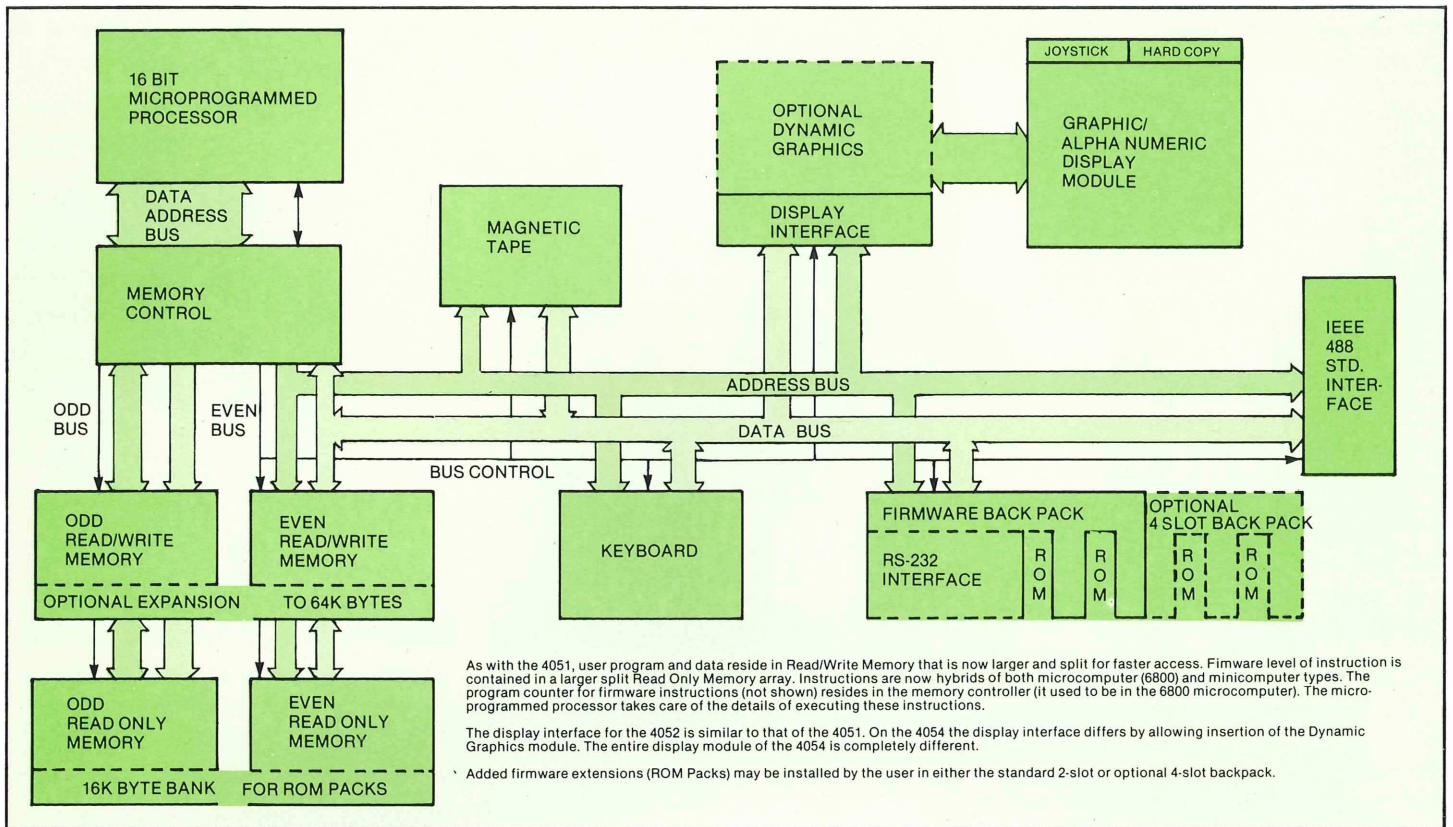 16 BIT
MICROPROGRAMMED
PROCESSOR
DATA
ADDRESS
BUS
MEMORY
CONTROL
MAGNETIC
TAPE
OPTIONAL
DYNAMIC
GRAPHICS
DISPLAY
INTERFACE
JOYSTICK
HARD COPY
GRAPHIC/
ALPHA NUMERIC
DISPLAY
MODULE
IEEE
488
STD.
INTER-
FACE
ADDRESS BUS
DATA BUS
BUS CONTROL
ODD
BUS
EVEN
BUS
ODD
READ/WRITE
MEMORY
EVEN
READ/WRITE
MEMORY
OPTIONAL EXPANSION TO 64K BYTES
KEYBOARD
FIRMWARE BACK PACK
RS-232
INTERFACE
ROM
ROM
OPTIONAL
4 SLOT BACK PACK
ROM
ROM
ODD
READ ONLY
MEMORY
EVEN
READ ONLY
MEMORY
16K BYTE BANK FOR ROM PACKS
As with the 4051, user program and data reside in Read/Write Memory that is now larger and split for faster access. Fimware level of instruction is
contained in a larger split Read Only Memory array. Instructions are now hybrids of both microcomputer (6800) and minicomputer types. The
program counter for firmware instructions (not shown) resides in the memory controller (it used to be in the 6800 microcomputer). The micro-
programmed processor takes care of the details of executing these instructions.
The display interface for the 4052 is similar to that of the 4051. On the 4054 the display interface differs by allowing insertion of the Dynamic
Graphics module. The entire display module of the 4054 is completely different.
Added firmware extensions (ROM Packs) may be installed by the user in either the standard 2-slot or optional 4-slot backpack.